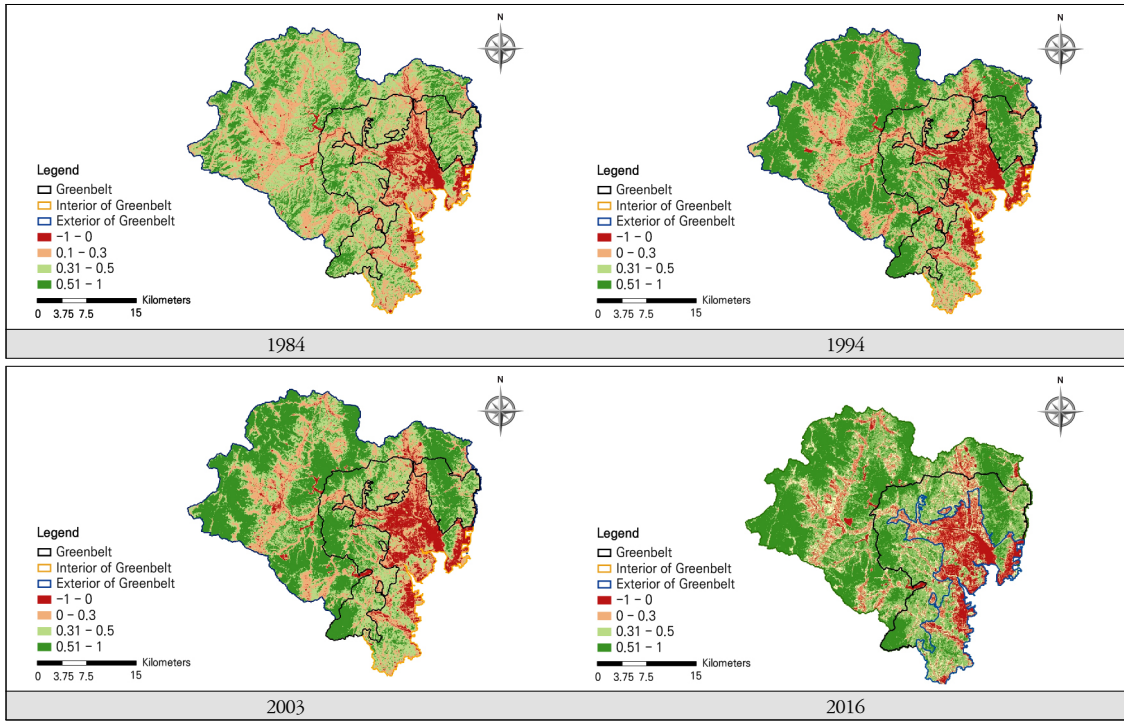 N
Legend
Greenbelt
Interior of Greenbelt
Exterior of Greenbelt
−1 − 0
0.1 − 0.3
0.31 − 0.5
0.51 − 1
Kilometers
0 3.75 7.5 15
1984
N
Legend
Greenbelt
Interior of Greenbelt
Exterior of Greenbelt
−1 − 0
0 − 0.3
0.31 − 0.5
0.51 − 1
Kilometers
0 3.75 7.5 15
1994
N
Legend
Greenbelt
Interior of Greenbelt
Exterior of Greenbelt
−1 − 0
0 − 0.3
0.31 − 0.5
0.51 − 1
Kilometers
0 3.75 7.5 15
2003
N
Legend
Greenbelt
Interior of Greenbelt
Exterior of Greenbelt
−1 − 0
0 − 0.3
0.31 − 0.5
0.51 − 1
Kilometers
0 3.75 7.5 15
2016